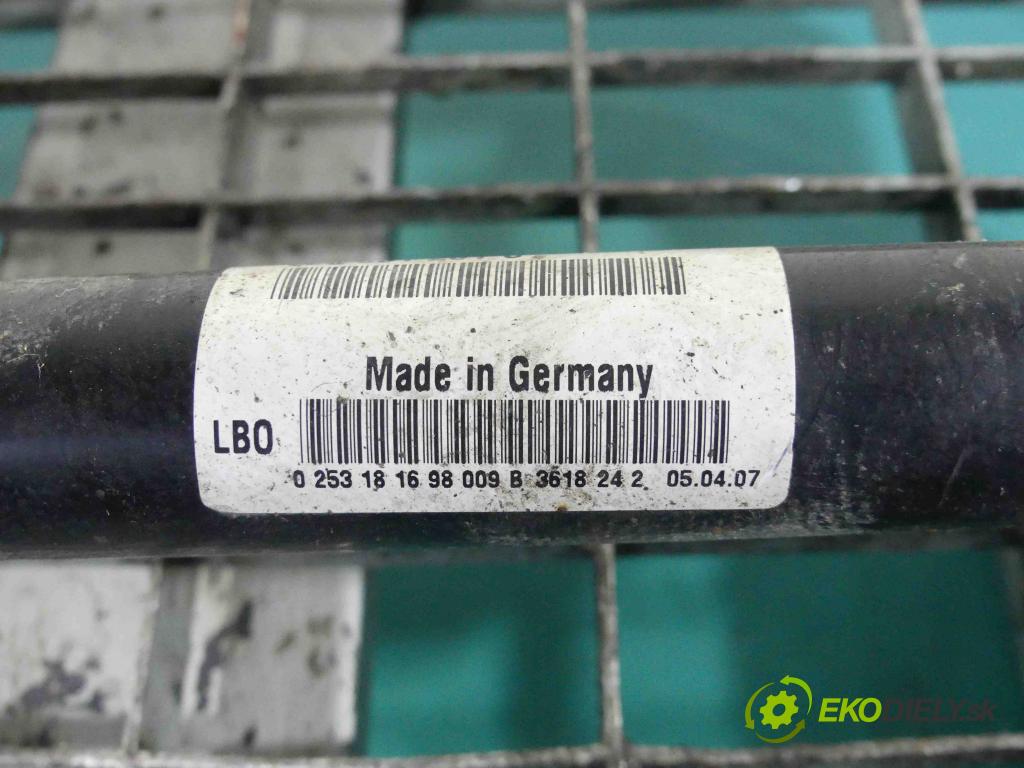 Made in Germany
LBO
0 253 18 16 98 009 B 3618 24 2 05.04.07
EKODIELY.sk